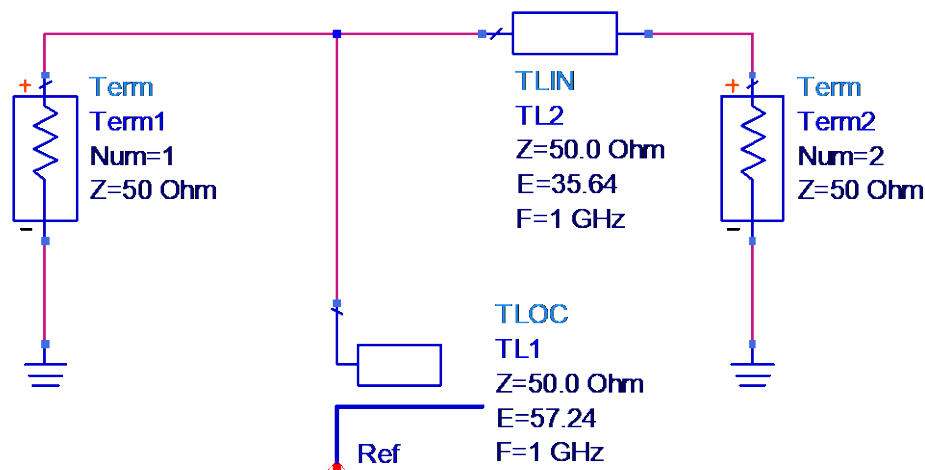 +
Term
Term1
Num=1
Z=50 Ohm
-
TLIN
TL2
Z=50.0 Ohm
E=35.64
F=1 GHz
+
Term
Term2
Num=2
Z=50 Ohm
-
TLOC
TL1
Z=50.0 Ohm
E=57.24
F=1 GHz
Ref